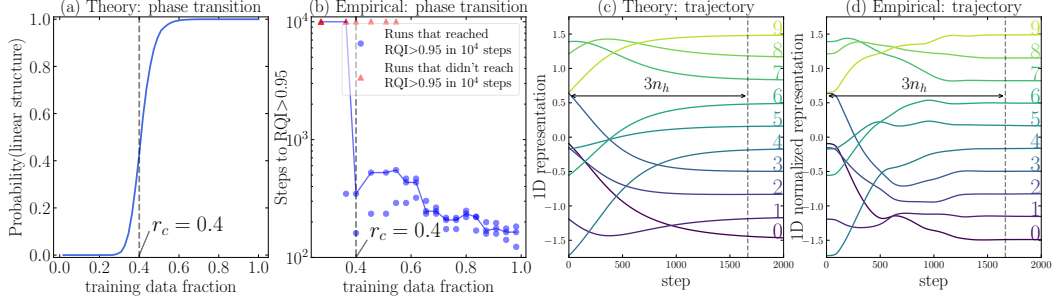 (a) Theory: phase transition
Probability(linear structure)
1.0
0.8
0.6
0.4
0.2
0.0
r_c = 0.4
0.0 0.2 0.4 0.6 0.8 1.0
training data fraction
(b) Empirical: phase transition
Steps to RQI>0.95
10^4
10^3
10^2
Runs that reached
RQI>0.95 in 10^4 steps
Runs that didn't reach
RQI>0.95 in 10^4 steps
r_c = 0.4
0.4 0.6 0.8 1.0
training data fraction
(c) Theory: trajectory
1D representation
1.5
1.0
0.5
0.0
−0.5
−1.0
−1.5
3n_h
9
8
7
6
5
4
3
2
1
0
0 500 1000 1500 2000
step
(d) Empirical: trajectory
1D normalized representation
1.5
1.0
0.5
0.0
−0.5
−1.0
−1.5
3n_h
9
8
7
6
5
4
3
2
1
0
0 500 1000 1500 2000
step